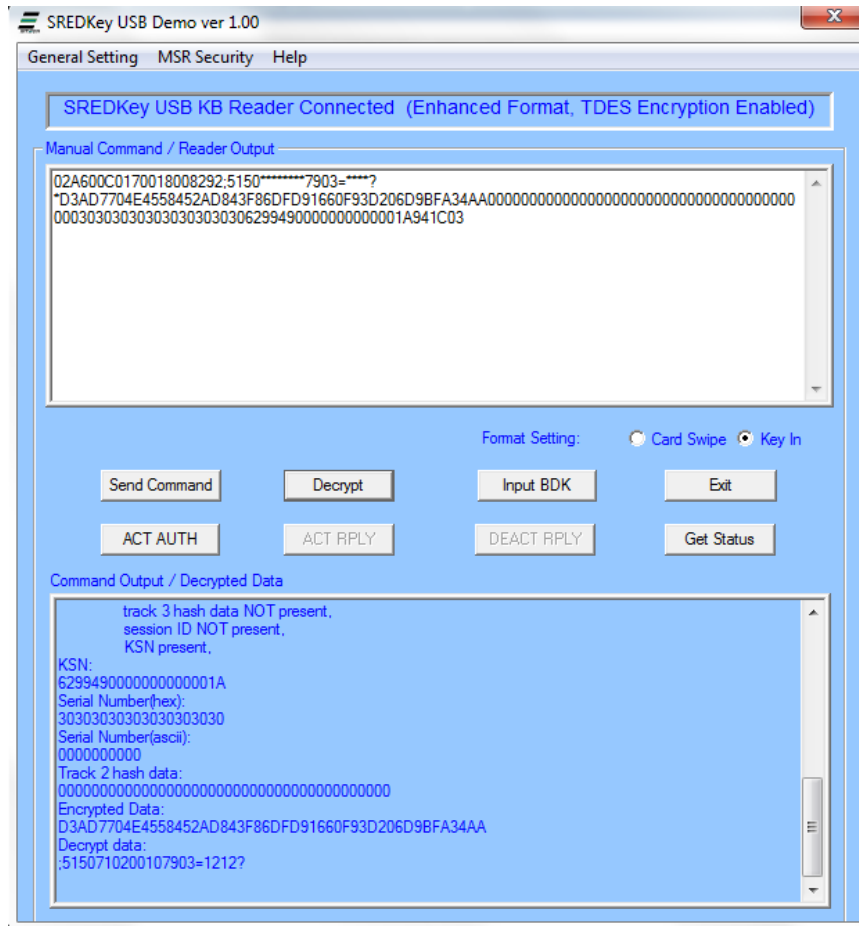 SREDKey USB Demo ver 1.00
General Setting MSR Security Help
SREDKey USB KB Reader Connected (Enhanced Format, TDES Encryption Enabled)
Manual Command / Reader Output
02A600C0170018008292;5150********7903=****?
*D3AD7704E4558452AD843F86DFD91660F93D206D9BFA34AA0000000000000000000000000000000000000
000303030303030303030306299490000000000001A941C03
Format Setting: Card Swipe Key In
Send Command Decrypt Input BDK Exit
ACT AUTH ACT RPLY DEACT RPLY Get Status
Command Output / Decrypted Data
track 3 hash data NOT present,
session ID NOT present,
KSN present,
KSN:
6299490000000000001A
Serial Number(hex):
30303030303030303030
Serial Number(ascii):
0000000000
Track 2 hash data:
0000000000000000000000000000000000000000
Encrypted Data:
D3AD7704E4558452AD843F86DFD91660F93D206D9BFA34AA
Decrypt data:
;5150710200107903=1212?